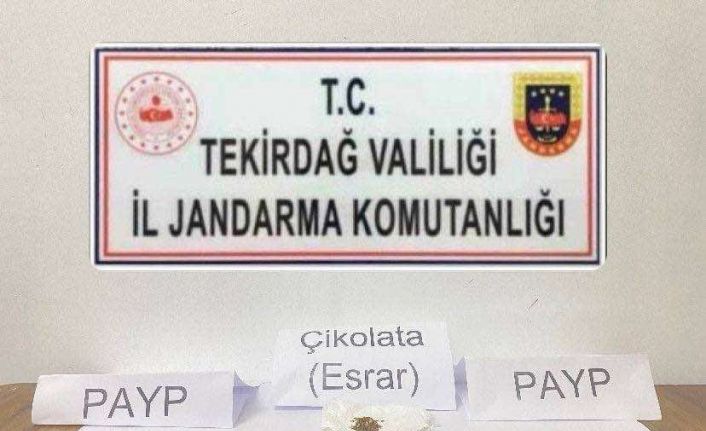 T.C.
TEKİRDAĞ VALİLİĞİ
İL JANDARMA KOMUTANLIĞI
Çikolata
(Esrar)
PAYP
PAYP